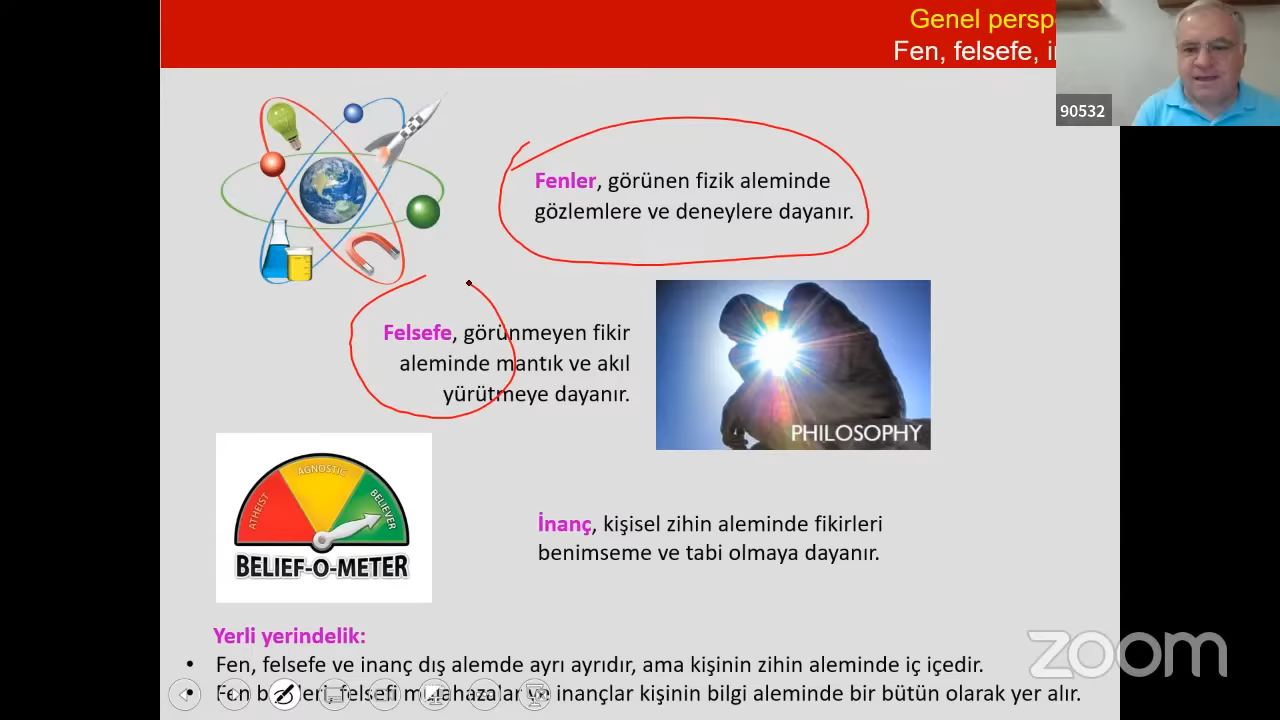 Genel persp
Fen, felsefe, i
90532
Fenler, görünen fizik aleminde
gözlemlere ve deneylere dayanır.
Felsefe, görünmeyen fikir
aleminde mantık ve akıl
yürütmeye dayanır.
PHILOSOPHY
ATHEIST
AGNOSTIC
BELIEVER
BELIEF-O-METER
İnanç, kişisel zihin aleminde fikirleri
benimseme ve tabi olmaya dayanır.
Yerli yerindelik:
• Fen, felsefe ve inanç dış alemde ayrı ayrıdır, ama kişinin zihin aleminde iç içedir.
• Fen felsefi inançlar kişinin bilgi aleminde bir bütün olarak yer alır.
zoom